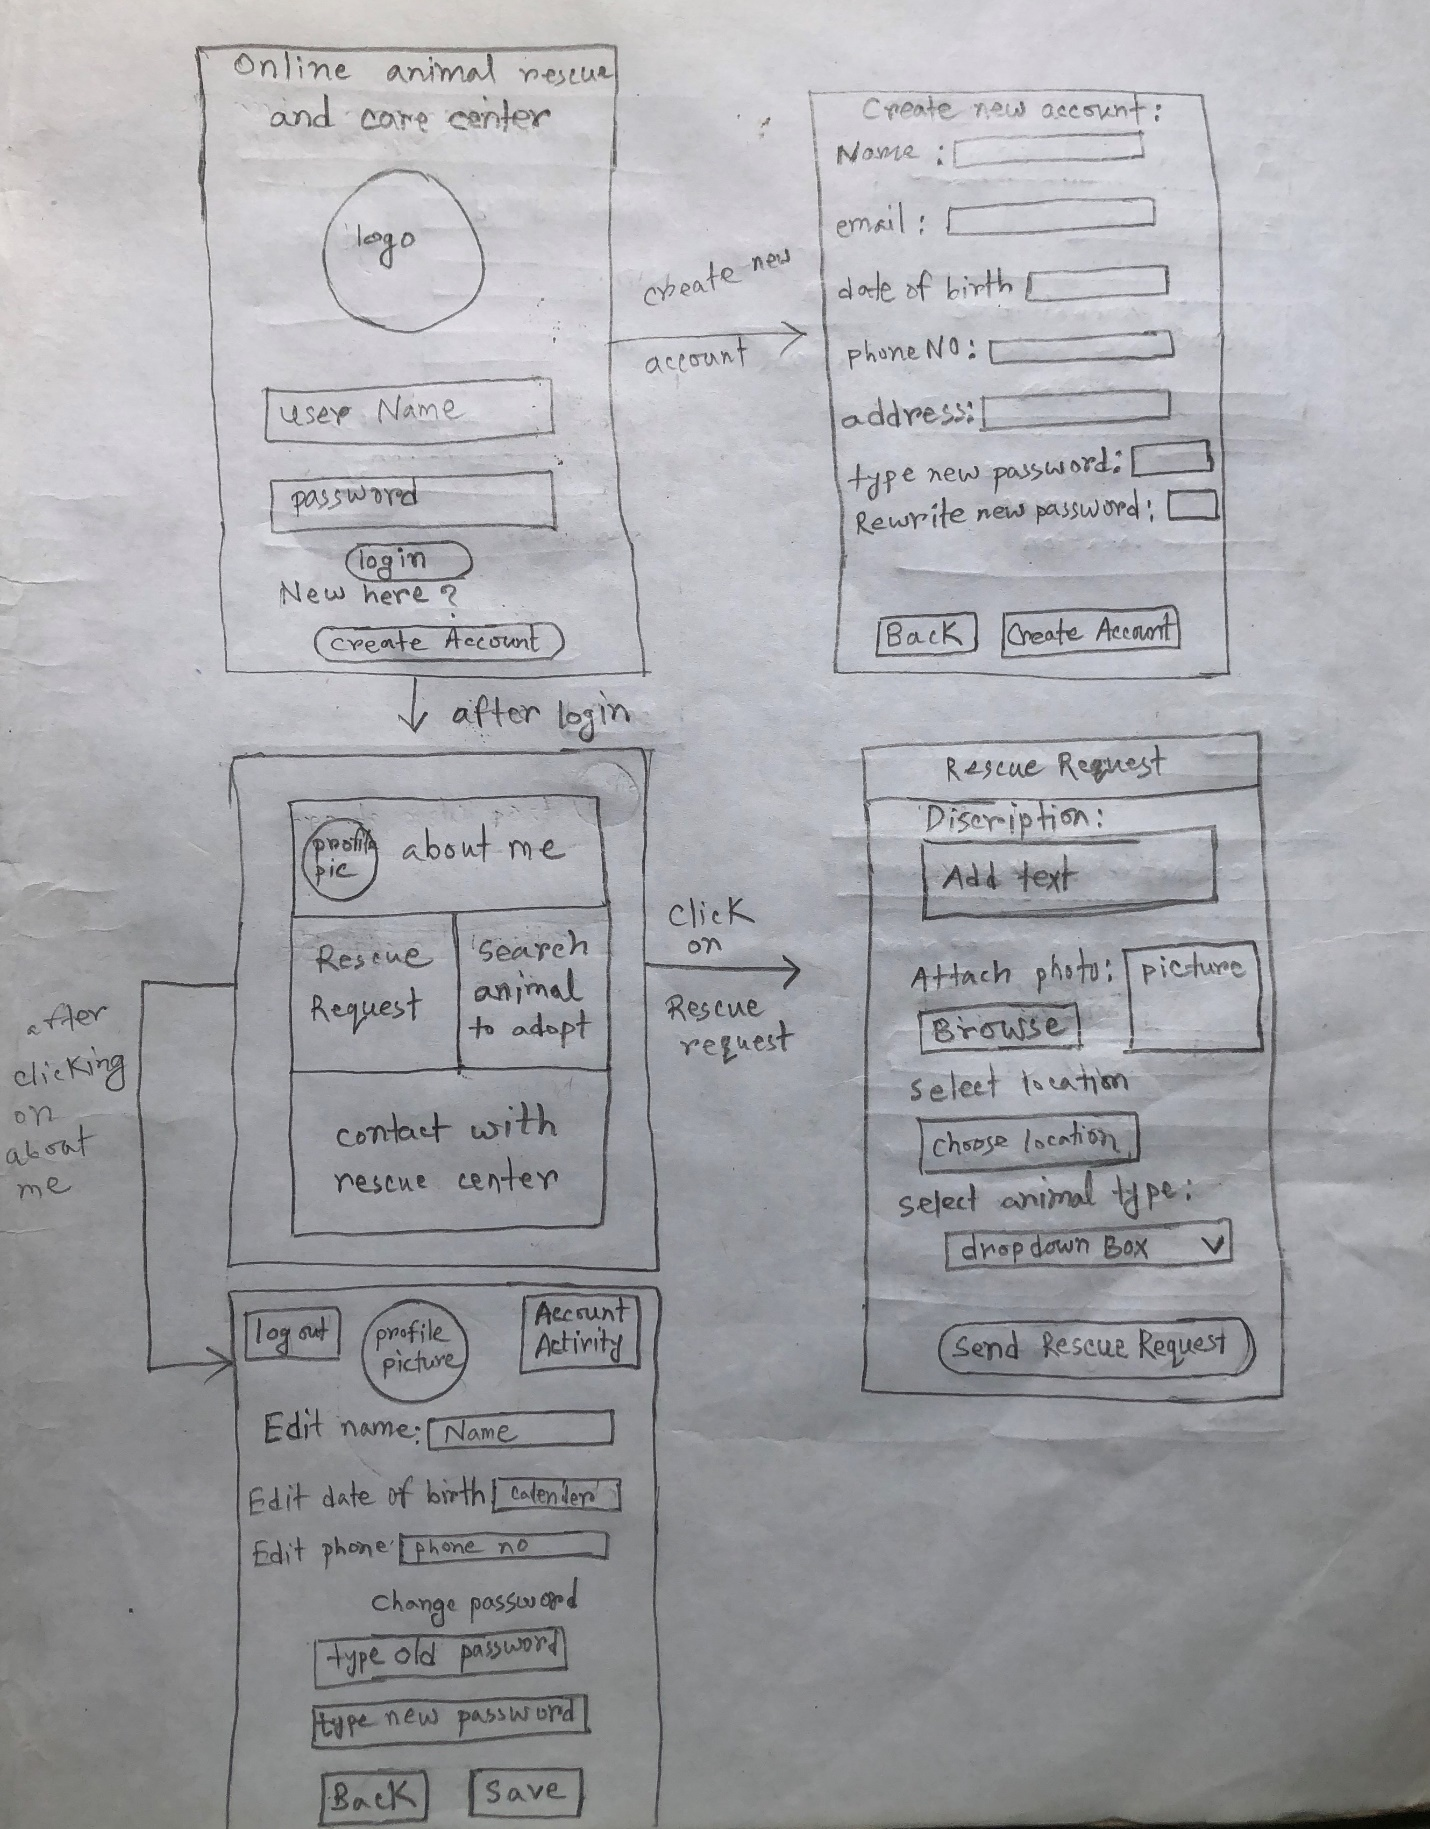 Online animal rescue
and care center
logo
user Name
password
login
New here?
Create Account
create new
account
Create new account:
Name :
email :
date of birth
phone NO:
address:
type new password:
Rewrite new password:
Back
Create Account
after login
profile
pic
about me
Rescue
Request
search
animal
to adopt
contact with
rescue center
click
on
Rescue
request
Rescue Request
Discription:
Add text
Attach photo:
picture
Browse
select location
choose location
select animal type:
dropdown Box
Send Rescue Request
after
clicking
on
about
me
log out
profile
picture
Account
Activity
Edit name: Name
Edit date of birth calender
Edit phone phone no
Change password
type old password
type new password
Back
Save